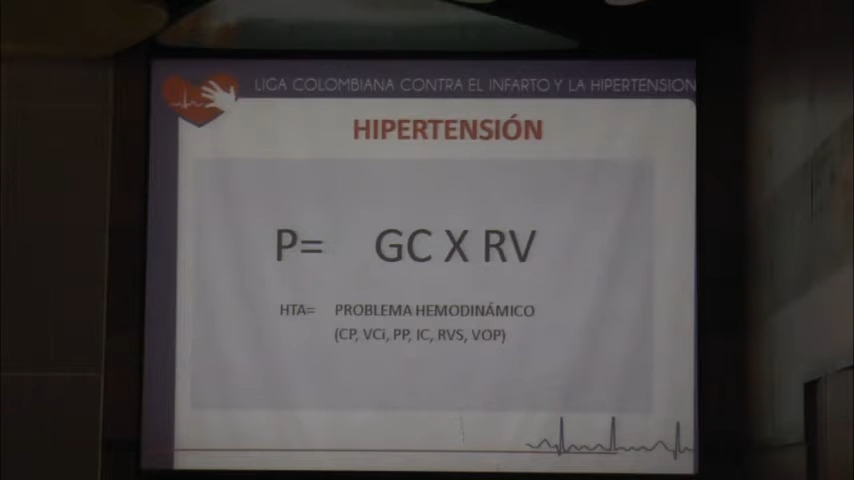 LIGA COLOMBIANA CONTRA EL INFARTO Y LA HIPERTENSION
HIPERTENSIÓN
P= GC X RV
HTA= PROBLEMA HEMODINÁMICO
(CP, VCi, PP, IC, RVS, VOP)